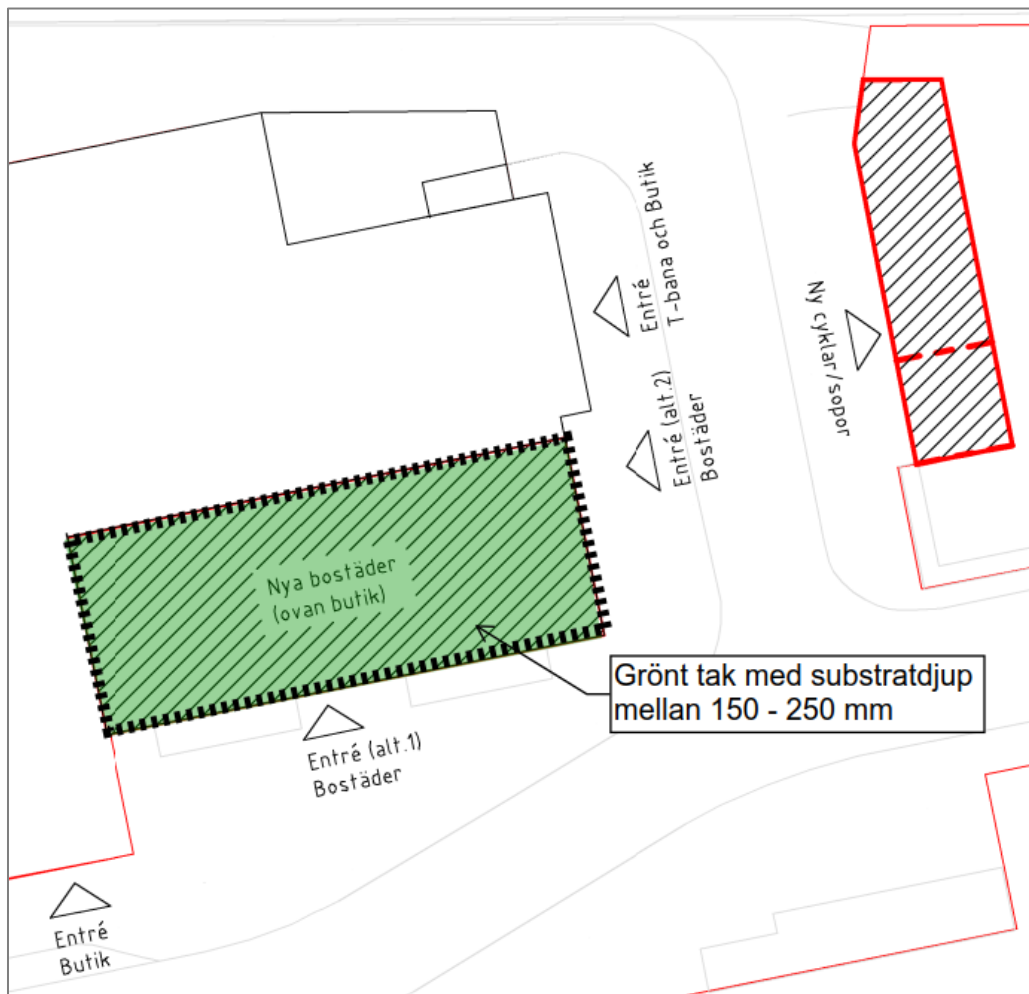 Entré
T-bana och Butik
Ny cyklar/sopor
Entré (alt.2)
Bostäder
Nya bostäder
(ovan butik)
Grönt tak med substratdjup
mellan 150 - 250 mm
Entré (alt.1)
Bostäder
Entré
Butik